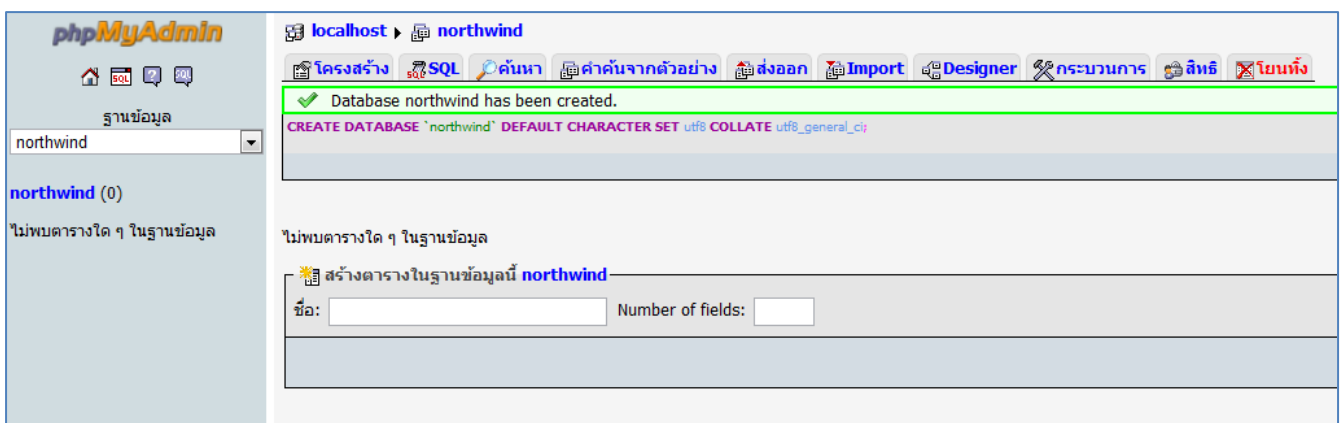 phpMyAdmin
ฐานข้อมูล
northwind
northwind (0)
ไม่พบตารางใด ๆ ในฐานข้อมูล
localhost northwind
โครงสร้าง SQL ค้นหา คำค้นจากตัวอย่าง ส่งออก Import Designer กระบวนการ สิทธิ โยนทิ้ง
Database northwind has been created.
CREATE DATABASE `northwind` DEFAULT CHARACTER SET utf8 COLLATE utf8_general_ci;
ไม่พบตารางใด ๆ ในฐานข้อมูล
สร้างตารางในฐานข้อมูลนี้ northwind
ชื่อ: Number of fields: